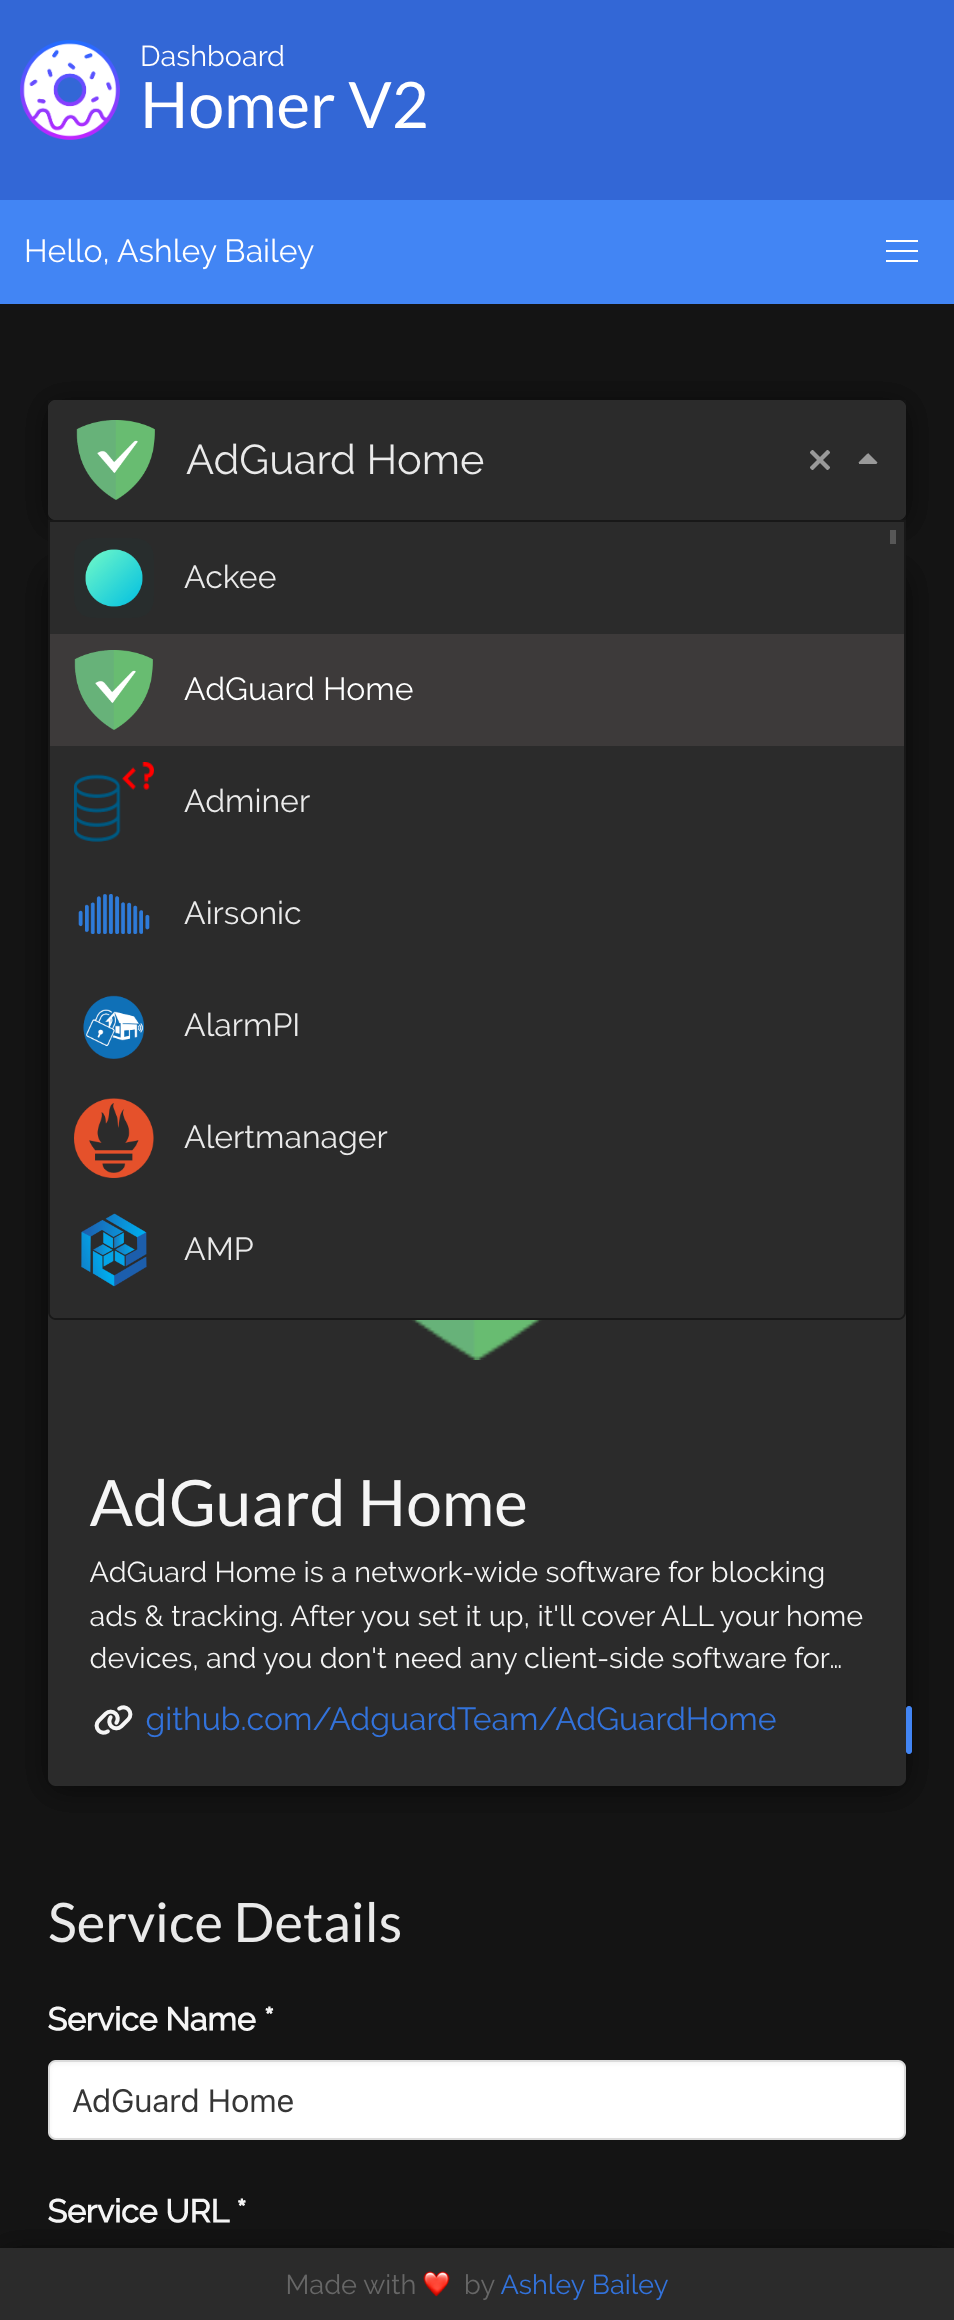 Dashboard
Homer V2
Hello, Ashley Bailey
AdGuard Home
Ackee
AdGuard Home
<?
Adminer
Airsonic
AlarmPI
Alertmanager
AMP
AdGuard Home
AdGuard Home is a network-wide software for blocking
ads & tracking. After you set it up, it'll cover ALL your home
devices, and you don't need any client-side software for…
github.com/AdguardTeam/AdGuardHome
Service Details
Service Name *
AdGuard Home
Service URL *
Made with ❤️ by Ashley Bailey